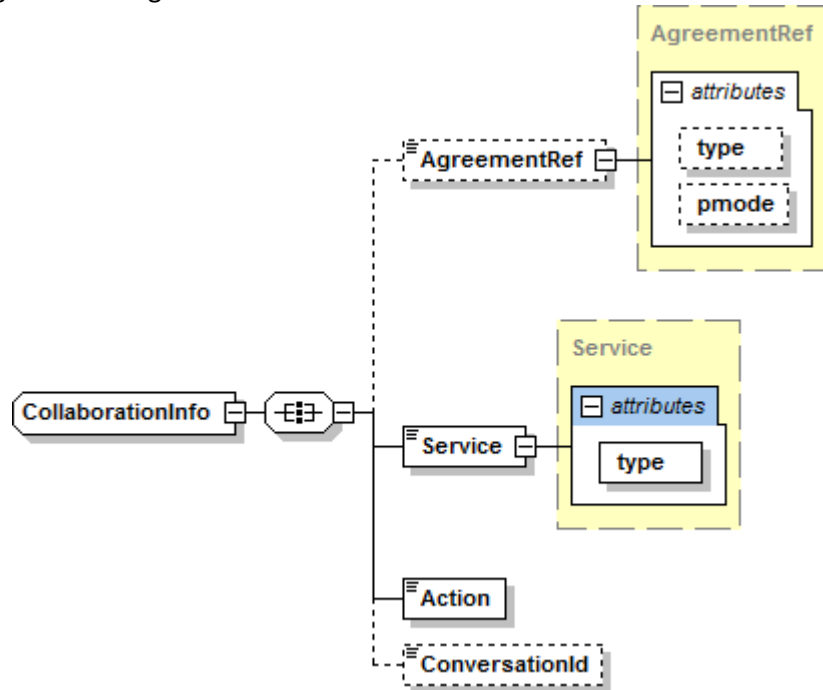 AgreementRef
attributes
type
pmode
AgreementRef
Service
attributes
type
CollaborationInfo
Service
Action
ConversationId